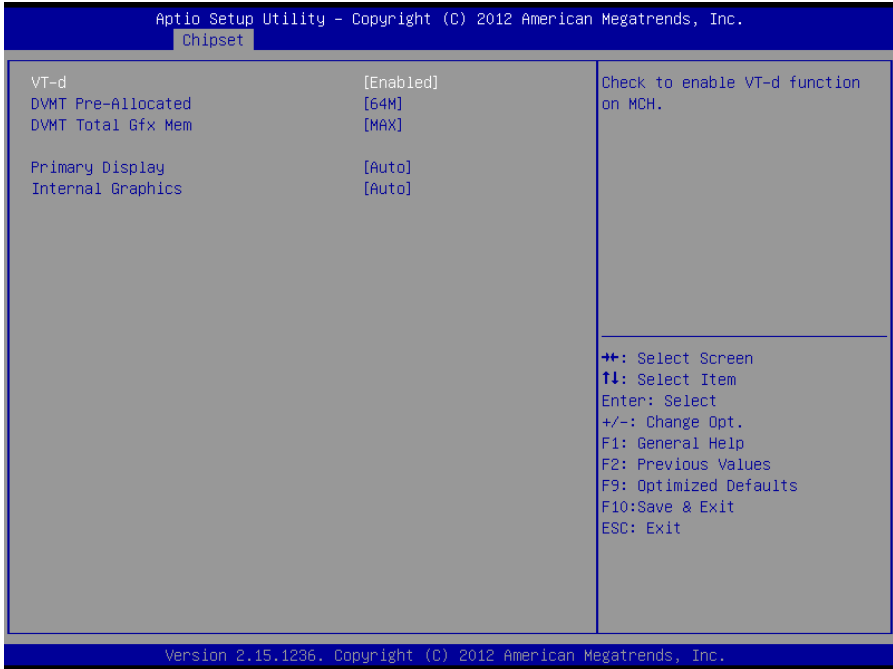 Aptio Setup Utility – Copyright (C) 2012 American Megatrends, Inc.
Chipset
VT-d [Enabled]
DVMT Pre-Allocated [64M]
DVMT Total Gfx Mem [MAX]
Primary Display [Auto]
Internal Graphics [Auto]
Check to enable VT-d function
on MCH.
→←: Select Screen
↑↓: Select Item
Enter: Select
+/-: Change Opt.
F1: General Help
F2: Previous Values
F9: Optimized Defaults
F10:Save & Exit
ESC: Exit
Version 2.15.1236. Copyright (C) 2012 American Megatrends, Inc.